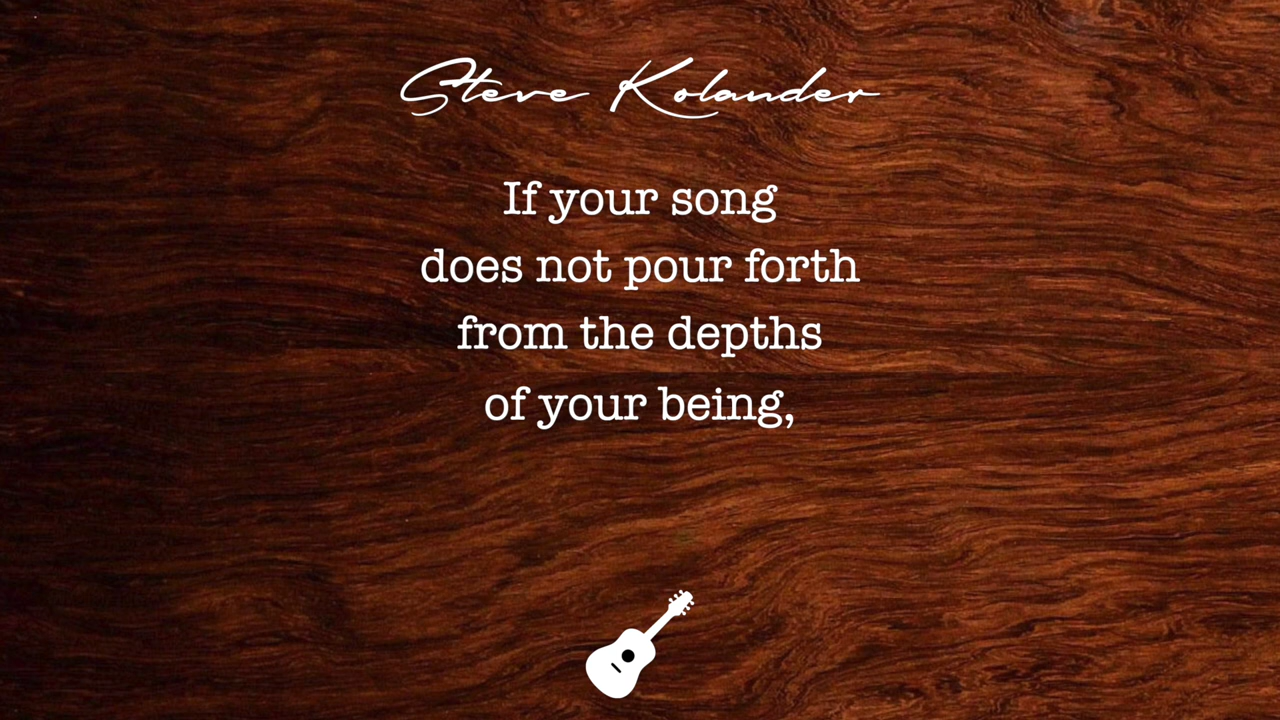 Steve Kolander
If your song
does not pour forth
from the depths
of your being,